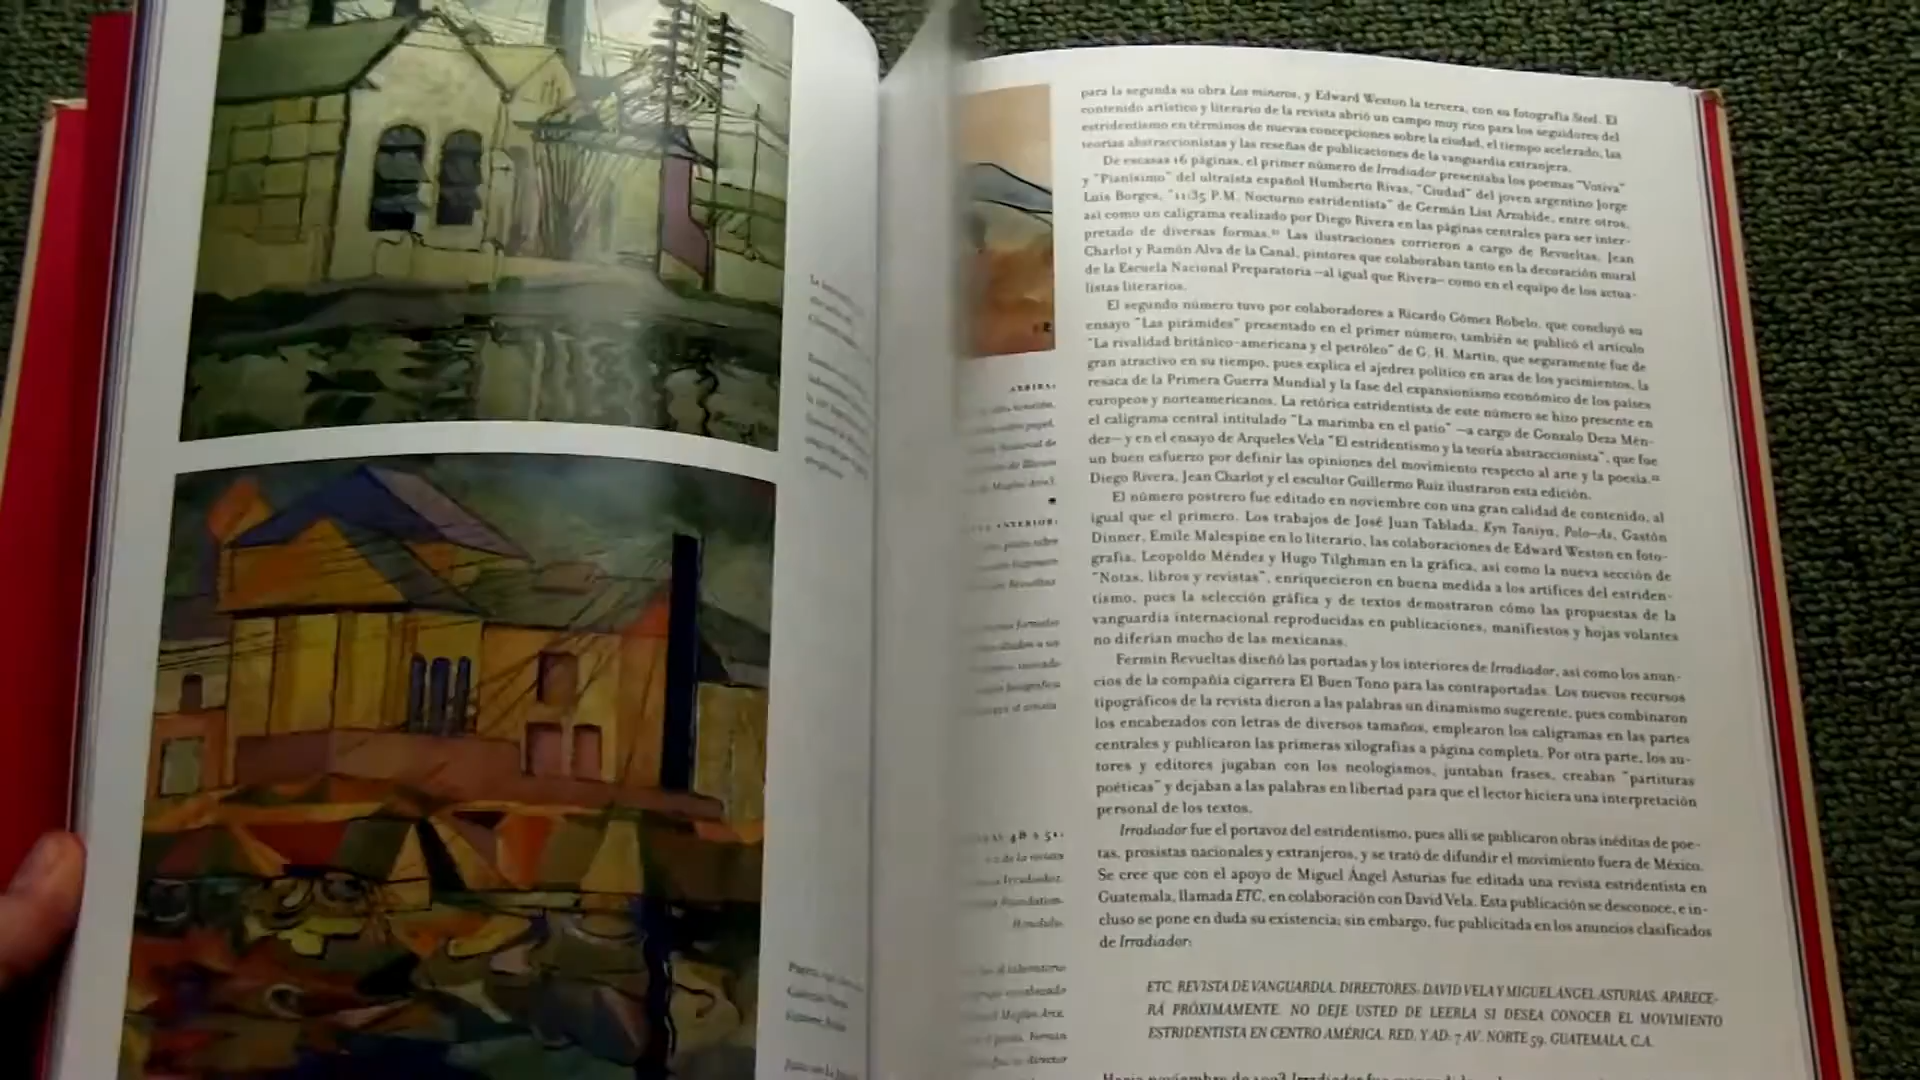 para la segunda su obra Los mineros, y Edward Weston la tercera, con su fotografía Steel. El
contenido artístico y literario de la revista abrió un campo muy rico para los seguidores del
estridentismo en términos de nuevas concepciones sobre la ciudad, el tiempo acelerado, las
teorías abstraccionistas y las reseñas de publicaciones de la vanguardia extranjera.
De escasas 16 páginas, el primer número de Irradiador presentaba los poemas "Votiva"
y "Pianísimo" del ultraísta español Humberto Rivas, "Ciudad" del joven argentino Jorge
Luis Borges, "11:35 P.M. Nocturno estridentista" de Germán List Arzubide, entre otros,
así como un caligrama realizado por Diego Rivera en las páginas centrales para ser inter-
pretado de diversas formas. Las ilustraciones corrieron a cargo de Revueltas, Jean
Charlot y Ramón Alva de la Canal, pintores que colaboraban tanto en la decoración mural
de la Escuela Nacional Preparatoria —al igual que Rivera— como en el equipo de los actua-
listas literarios.
El segundo número tuvo por colaboradores a Ricardo Gómez Robelo, que concluyó su
ensayo "Las pirámides" presentado en el primer número, también se publicó el artículo
"La rivalidad británico-americana y el petróleo" de G. H. Martin, que seguramente fue de
gran atractivo en su tiempo, pues explica el ajedrez político en aras de los yacimientos, la
resaca de la Primera Guerra Mundial y la fase del expansionismo económico de los países
europeos y norteamericanos. La retórica estridentista de este número se hizo presente en
el caligrama central intitulado "La marimba en el patio" —a cargo de Gonzalo Deza Mén-
dez— y en el ensayo de Arqueles Vela "El estridentismo y la teoría abstraccionista", que fue
un buen esfuerzo por definir las opiniones del movimiento respecto al arte y la poesía.
Diego Rivera, Jean Charlot y el escultor Guillermo Ruiz ilustraron esta edición.
El número postrero fue editado en noviembre con una gran calidad de contenido, al
igual que el primero. Los trabajos de José Juan Tablada, Kyn Taniya, Polo-As, Gastón
Dinner, Emile Malespine en lo literario, las colaboraciones de Edward Weston en foto-
grafía, Leopoldo Méndez y Hugo Tilghman en la gráfica, así como la nueva sección de
"Notas, libros y revistas", enriquecieron en buena medida a los artífices del estriden-
tismo, pues la selección gráfica y de textos demostraron cómo las propuestas de la
vanguardia internacional reproducidas en publicaciones, manifiestos y hojas volantes
no diferían mucho de las mexicanas.
Fermín Revueltas diseñó las portadas y los interiores de Irradiador, así como los anun-
cios de la compañía cigarrera El Buen Tono para las contraportadas. Los nuevos recursos
tipográficos de la revista dieron a las palabras un dinamismo sugerente, pues combinaron
los encabezados con letras de diversos tamaños, emplearon los caligramas en las partes
centrales y publicaron las primeras xilografías a página completa. Por otra parte, los au-
tores y editores jugaban con los neologismos, juntaban frases, creaban "partituras
poéticas" y dejaban a las palabras en libertad para que el lector hiciera una interpretación
personal de los textos.
Irradiador fue el portavoz del estridentismo, pues allí se publicaron obras inéditas de poe-
tas, prosistas nacionales y extranjeros, y se trató de difundir el movimiento fuera de México.
Se cree que con el apoyo de Miguel Ángel Asturias fue editada una revista estridentista en
Guatemala, llamada ETC, en colaboración con David Vela. Esta publicación se desconoce, e in-
cluso se pone en duda su existencia; sin embargo, fue publicitada en los anuncios clasificados
de Irradiador:
ETC. REVISTA DE VANGUARDIA. DIRECTORES: DAVID VELA Y MIGUEL ANGEL ASTURIAS. APARECE-
RÁ PRÓXIMAMENTE. NO DEJE USTED DE LEERLA SI DESEA CONOCER EL MOVIMIENTO
ESTRIDENTISTA EN CENTRO AMÉRICA. RED. Y AD: 7 AV. NORTE 59. GUATEMALA, C.A.